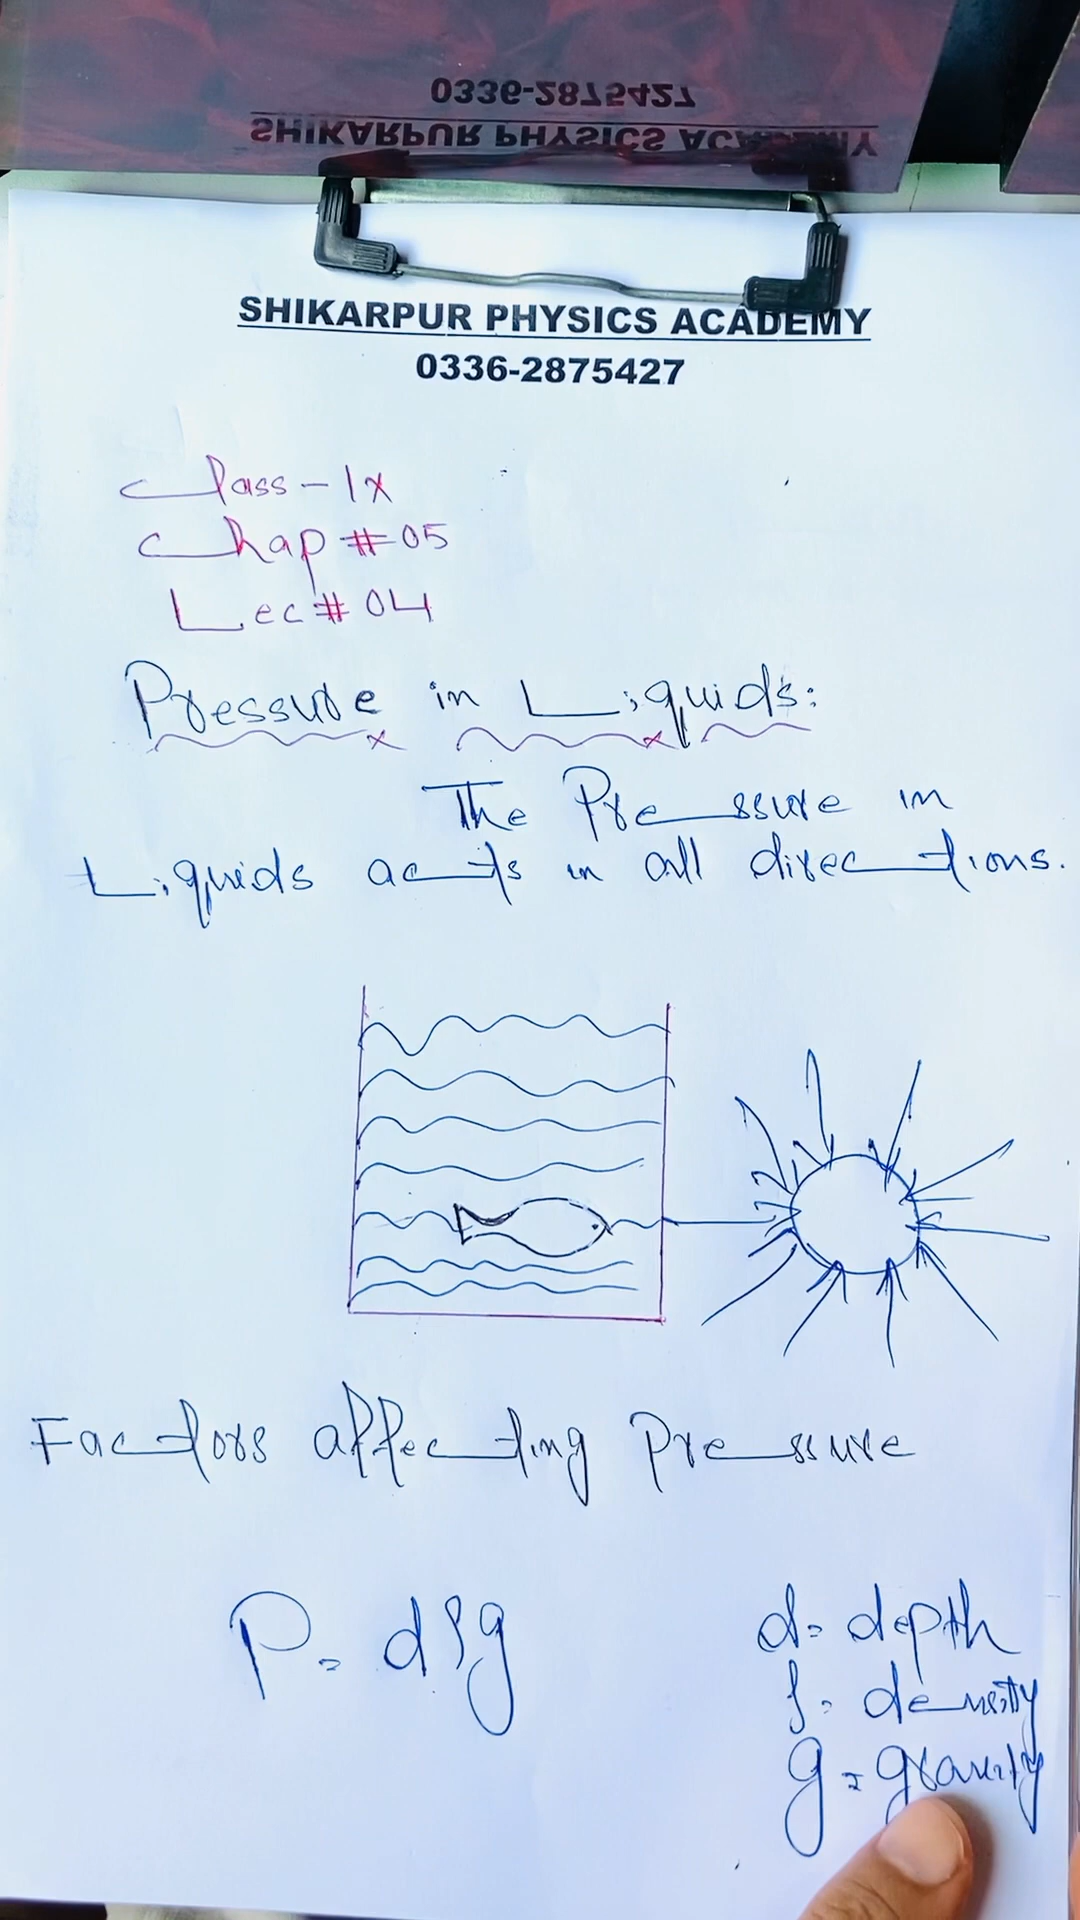 0336-2875427
SHIKARPUR PHYSICS ACADEMY
SHIKARPUR PHYSICS ACADEMY
0336-2875427
Class-IX
Chap #05
Lec# 04
Pressure in Liquids:
The Pressure in
Liquids acts in all directions.
Factors affecting Pressure
P = dρg
d = depth
ρ = density
g = gravity